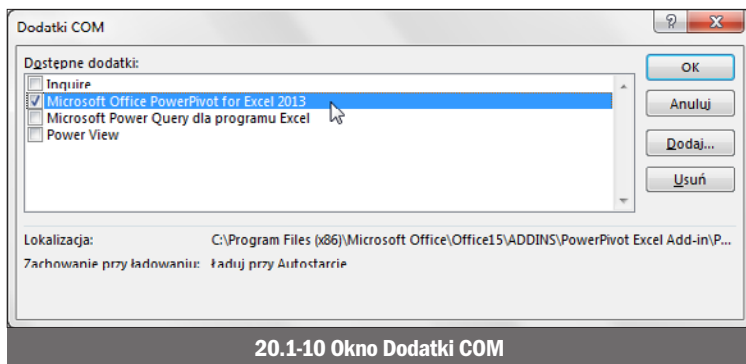 Dodatki COM
Dostępne dodatki:
OK
Inquire
Microsoft Office PowerPivot for Excel 2013
Anuluj
Microsoft Power Query dla programu Excel
Power View
Dodaj...
Usuń
Lokalizacja: C:\Program Files (x86)\Microsoft Office\Office15\ADDINS\PowerPivot Excel Add-in\P...
Zachowanie przy ładowaniu: Ładuj przy Autostarcie
20.1-10 Okno Dodatki COM